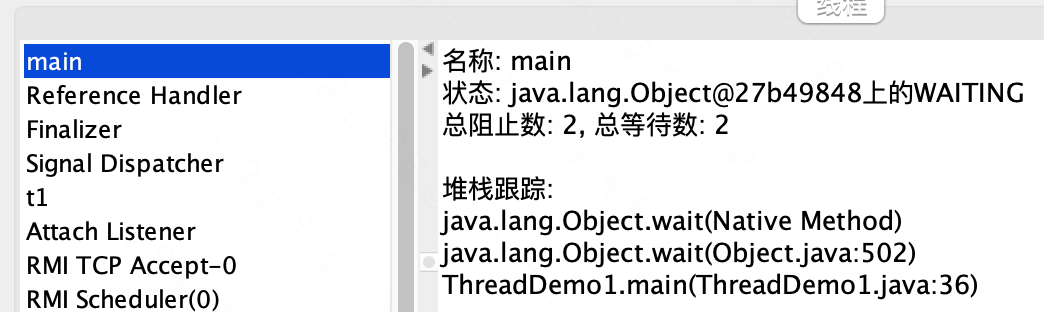 线程
main
Reference Handler
Finalizer
Signal Dispatcher
t1
Attach Listener
RMI TCP Accept-0
RMI Scheduler(0)
名称: main
状态: java.lang.Object@27b49848上的WAITING
总阻止数: 2, 总等待数: 2
堆栈跟踪:
java.lang.Object.wait(Native Method)
java.lang.Object.wait(Object.java:502)
ThreadDemo1.main(ThreadDemo1.java:36)